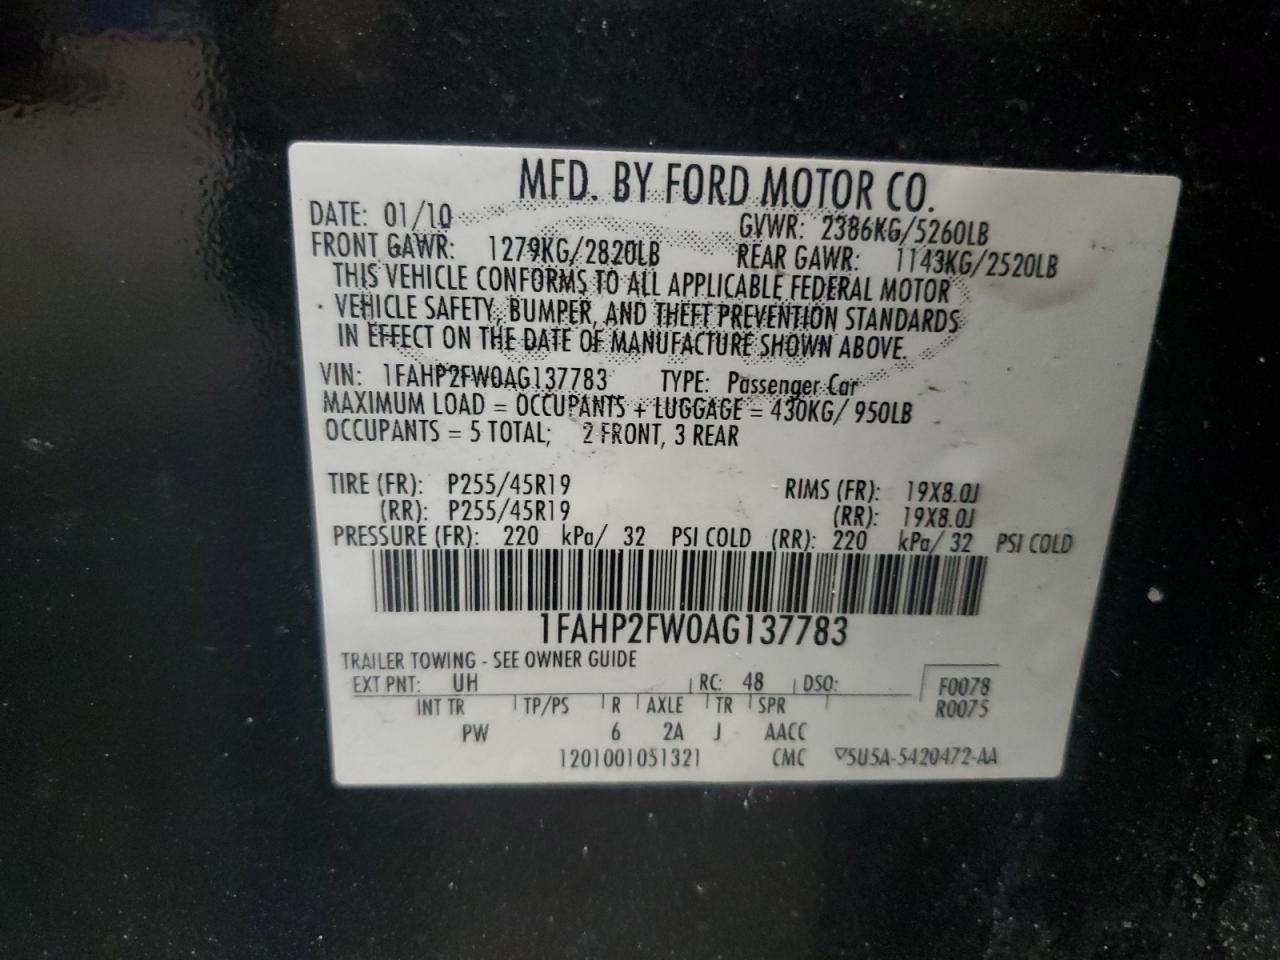 MFD. BY FORD MOTOR CO.
DATE: 01/10 GVWR: 2386KG/5260LB
FRONT GAWR: 1279KG/2820LB REAR GAWR: 1143KG/2520LB
THIS VEHICLE CONFORMS TO ALL APPLICABLE FEDERAL MOTOR
VEHICLE SAFETY, BUMPER, AND THEFT PREVENTION STANDARDS
IN EFFECT ON THE DATE OF MANUFACTURE SHOWN ABOVE.
VIN: 1FAHP2FW0AG137783 TYPE: Passenger Car
MAXIMUM LOAD = OCCUPANTS + LUGGAGE = 430KG/ 950LB
OCCUPANTS = 5 TOTAL; 2 FRONT, 3 REAR
TIRE (FR): P255/45R19 RIMS (FR): 19X8.0J
(RR): P255/45R19 (RR): 19X8.0J
PRESSURE (FR): 220 kPa/ 32 PSI COLD (RR): 220 kPa/ 32 PSI COLD
1FAHP2FW0AG137783
TRAILER TOWING - SEE OWNER GUIDE
EXT PNT: UH RC: 48 DSO: F0078
INT TR TP/PS R AXLE TR SPR R0075
PW 6 2A J AACC
1201001051321 CMC ▽5U5A-5420472-AA